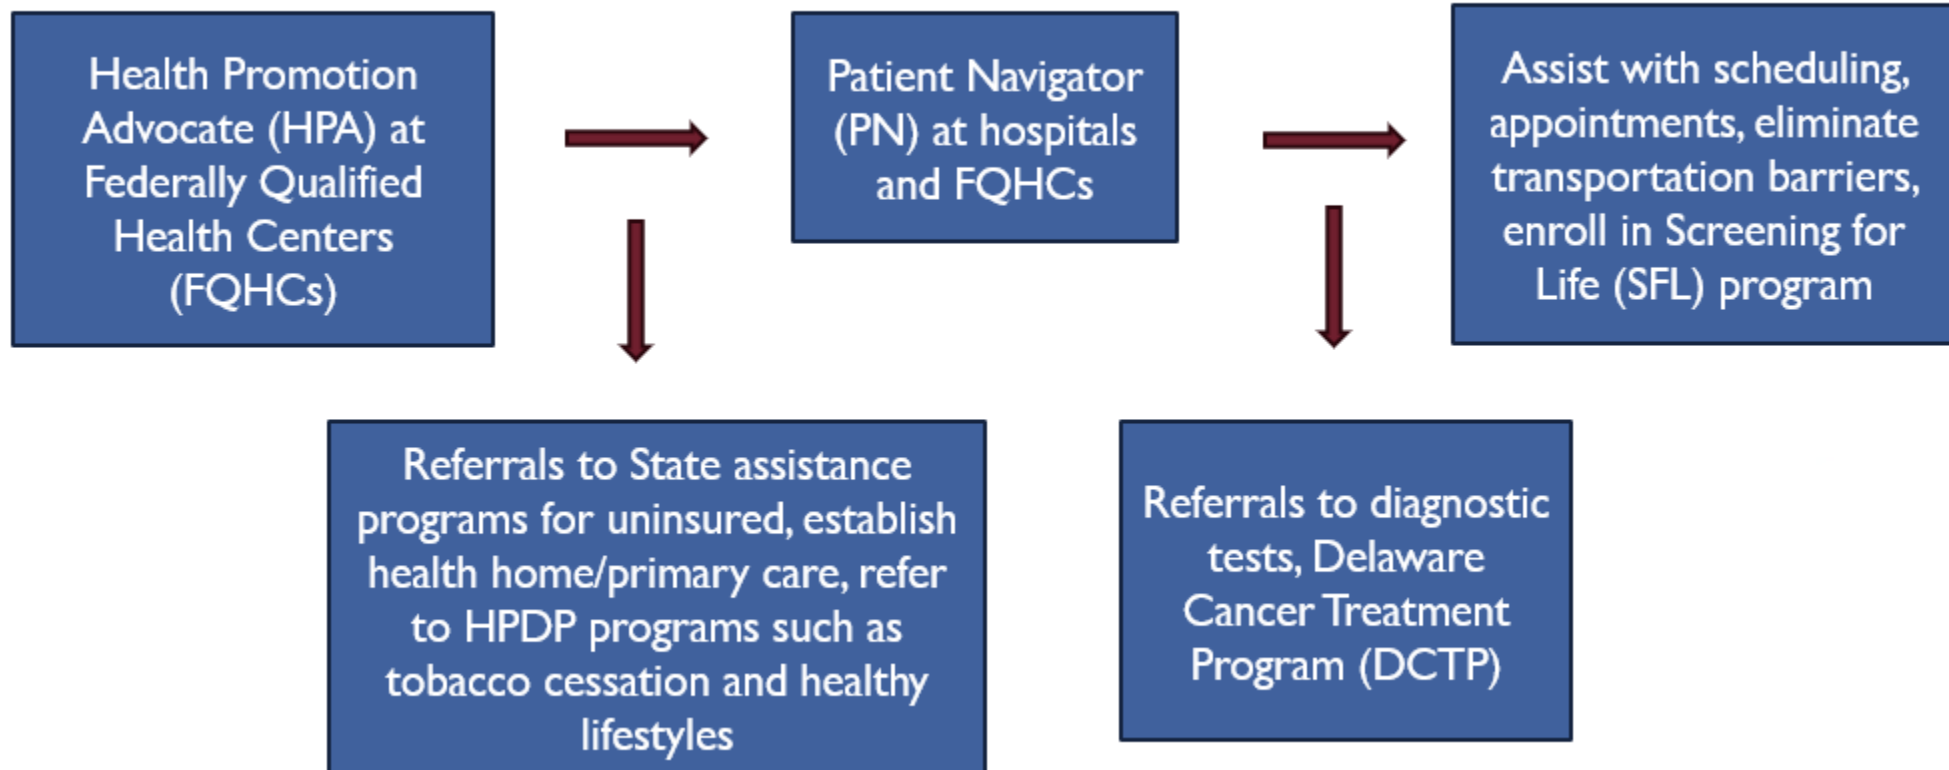 Health Promotion
Advocate (HPA) at
Federally Qualified
Health Centers
(FQHCs)
Patient Navigator
(PN) at hospitals
and FQHCs
Assist with scheduling,
appointments, eliminate
transportation barriers,
enroll in Screening for
Life (SFL) program
Referrals to State assistance
programs for uninsured, establish
health home/primary care, refer
to HPDP programs such as
tobacco cessation and healthy
lifestyles
Referrals to diagnostic
tests, Delaware
Cancer Treatment
Program (DCTP)